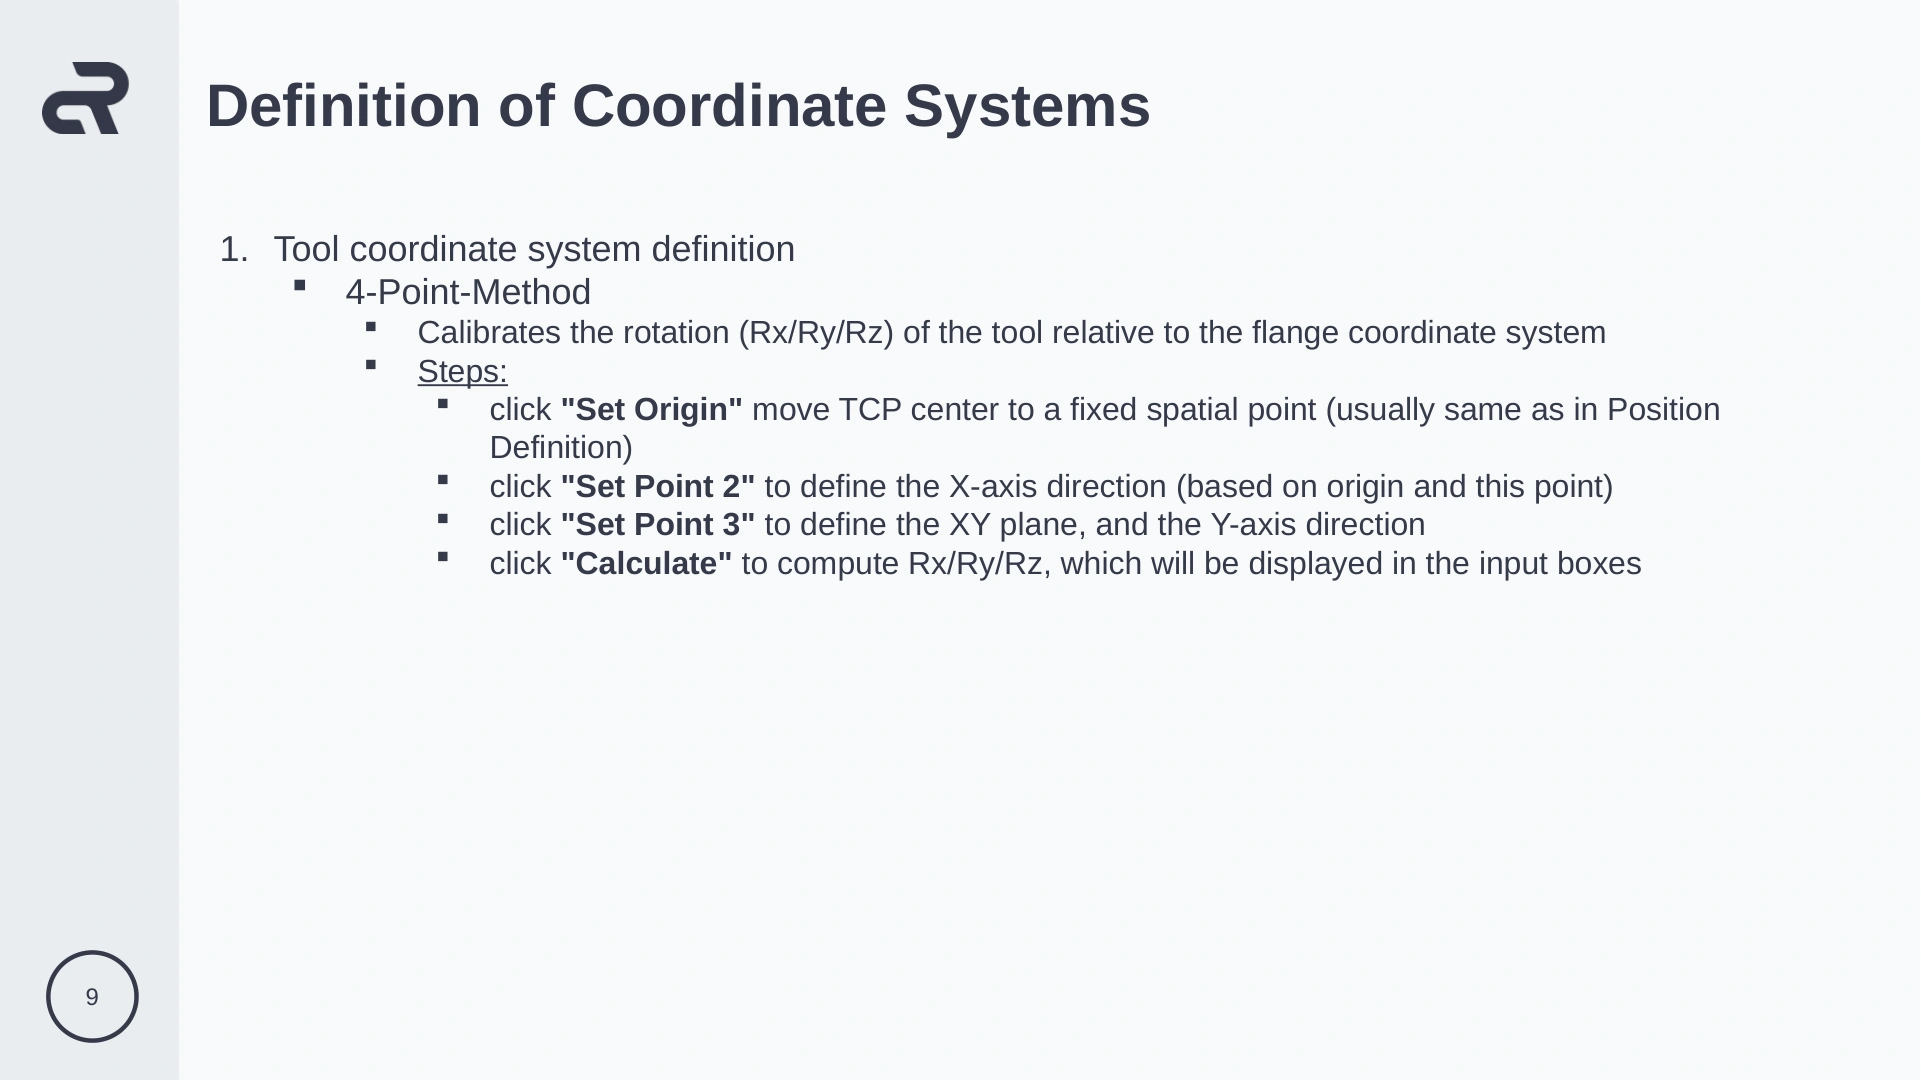 Definition of Coordinate Systems
1. Tool coordinate system definition
▪ 4-Point-Method
▪ Calibrates the rotation (Rx/Ry/Rz) of the tool relative to the flange coordinate system
▪ Steps:
▪ click "Set Origin" move TCP center to a fixed spatial point (usually same as in Position
Definition)
▪ click "Set Point 2" to define the X-axis direction (based on origin and this point)
▪ click "Set Point 3" to define the XY plane, and the Y-axis direction
▪ click "Calculate" to compute Rx/Ry/Rz, which will be displayed in the input boxes
9